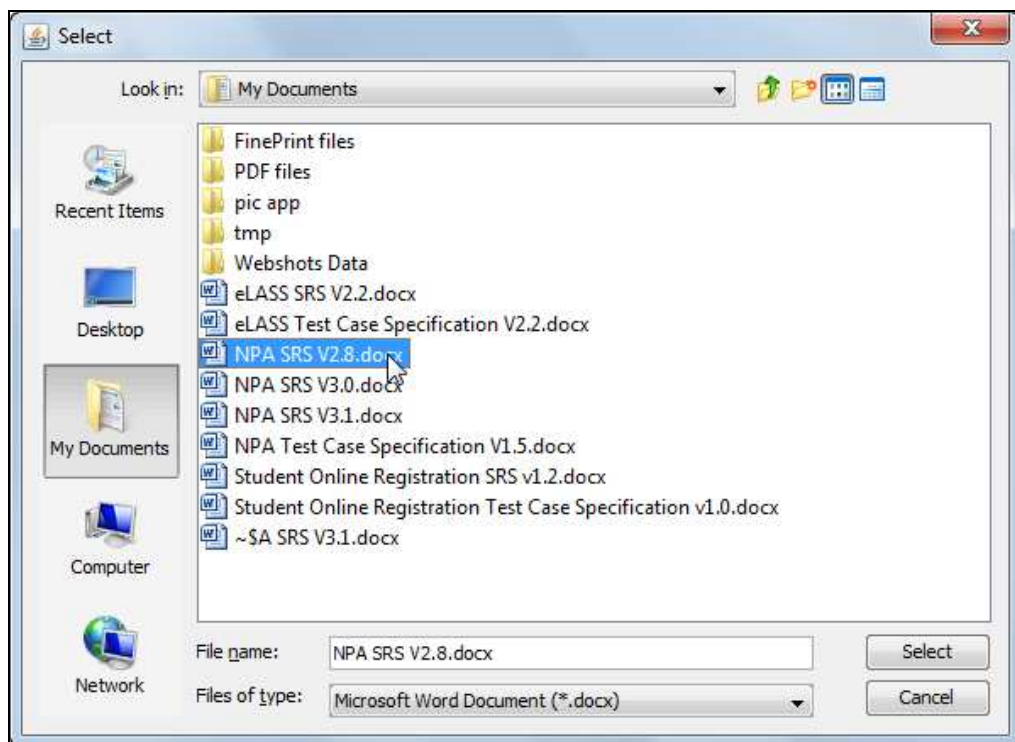 Select
Look in: My Documents
Recent Items
Desktop
My Documents
Computer
Network
FinePrint files
PDF files
pic app
tmp
Webshots Data
eLASS SRS V2.2.docx
eLASS Test Case Specification V2.2.docx
NPA SRS V2.8.docx
NPA SRS V3.0.docx
NPA SRS V3.1.docx
NPA Test Case Specification V1.5.docx
Student Online Registration SRS v1.2.docx
Student Online Registration Test Case Specification v1.0.docx
~$A SRS V3.1.docx
File name: NPA SRS V2.8.docx Select
Files of type: Microsoft Word Document (*.docx) Cancel